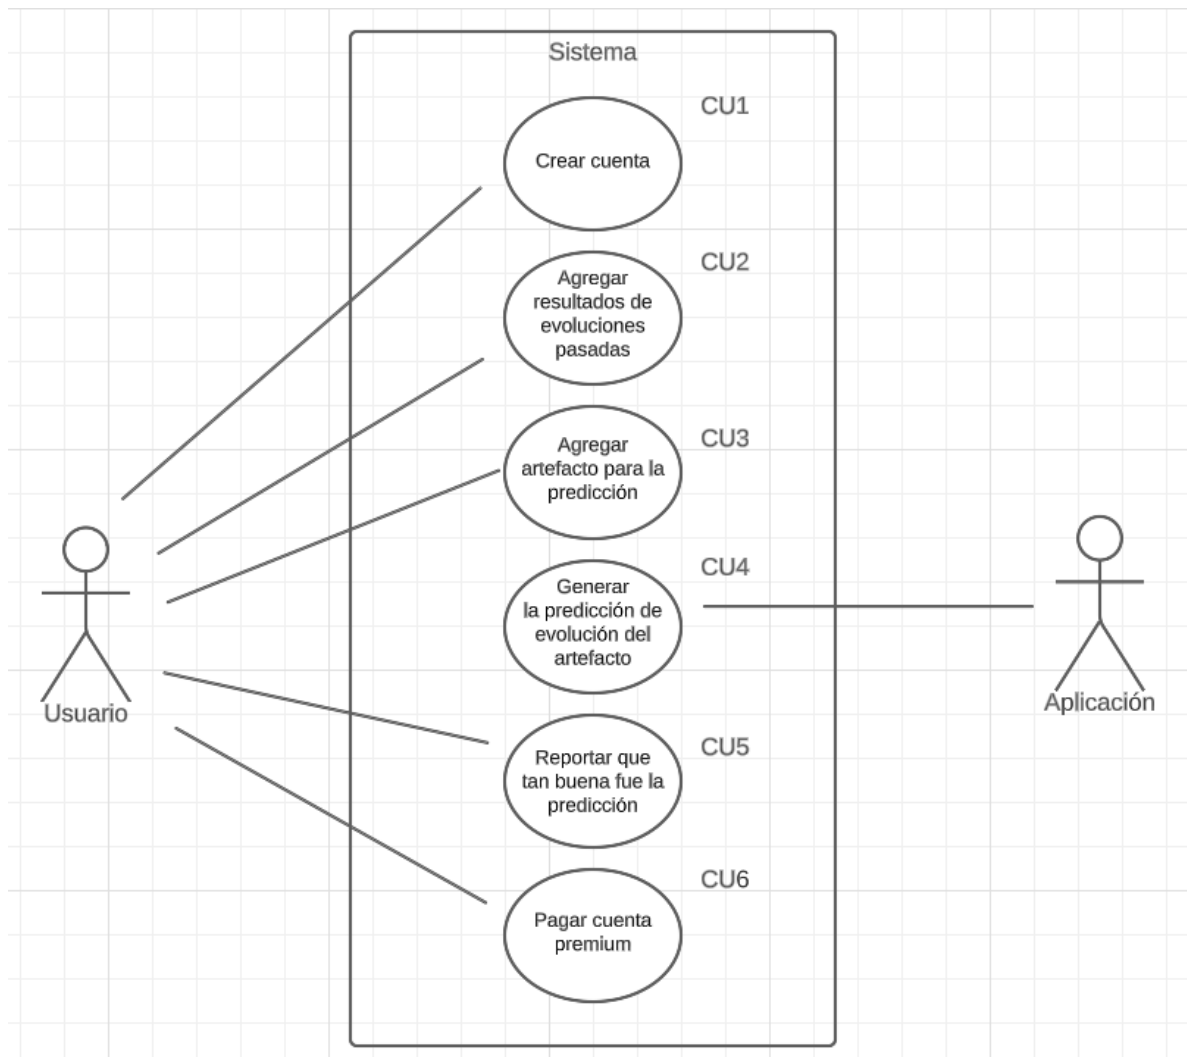 Sistema
CU1
Crear cuenta
CU2
Agregar
resultados de
evoluciones
pasadas
CU3
Agregar
artefacto para la
predicción
CU4
Generar
la predicción de
evolución del
artefacto
Usuario
Aplicación
CU5
Reportar que
tan buena fue la
predicción
CU6
Pagar cuenta
premium